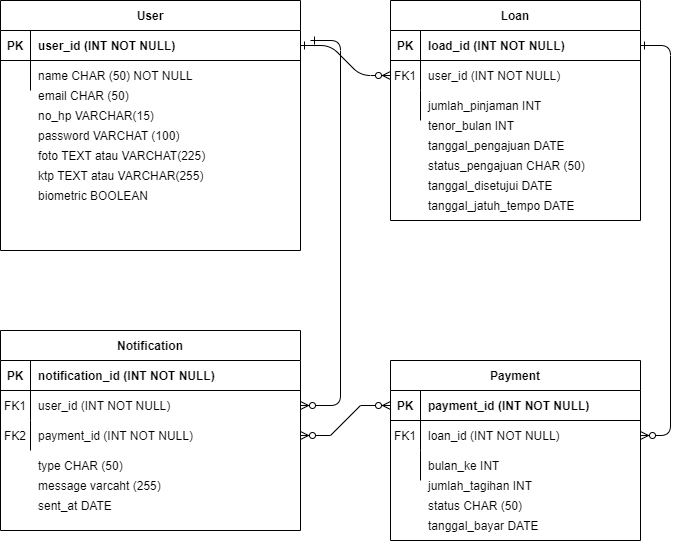 User
PK user_id (INT NOT NULL)
name CHAR (50) NOT NULL
email CHAR (50)
no_hp VARCHAR(15)
password VARCHAT (100)
foto TEXT atau VARCHAT(225)
ktp TEXT atau VARCHAR(255)
biometric BOOLEAN
Loan
PK load_id (INT NOT NULL)
FK1 user_id (INT NOT NULL)
jumlah_pinjaman INT
tenor_bulan INT
tanggal_pengajuan DATE
status_pengajuan CHAR (50)
tanggal_disetujui DATE
tanggal_jatuh_tempo DATE
Notification
PK notification_id (INT NOT NULL)
FK1 user_id (INT NOT NULL)
FK2 payment_id (INT NOT NULL)
type CHAR (50)
message varcaht (255)
sent_at DATE
Payment
PK payment_id (INT NOT NULL)
FK1 loan_id (INT NOT NULL)
bulan_ke INT
jumlah_tagihan INT
status CHAR (50)
tanggal_bayar DATE